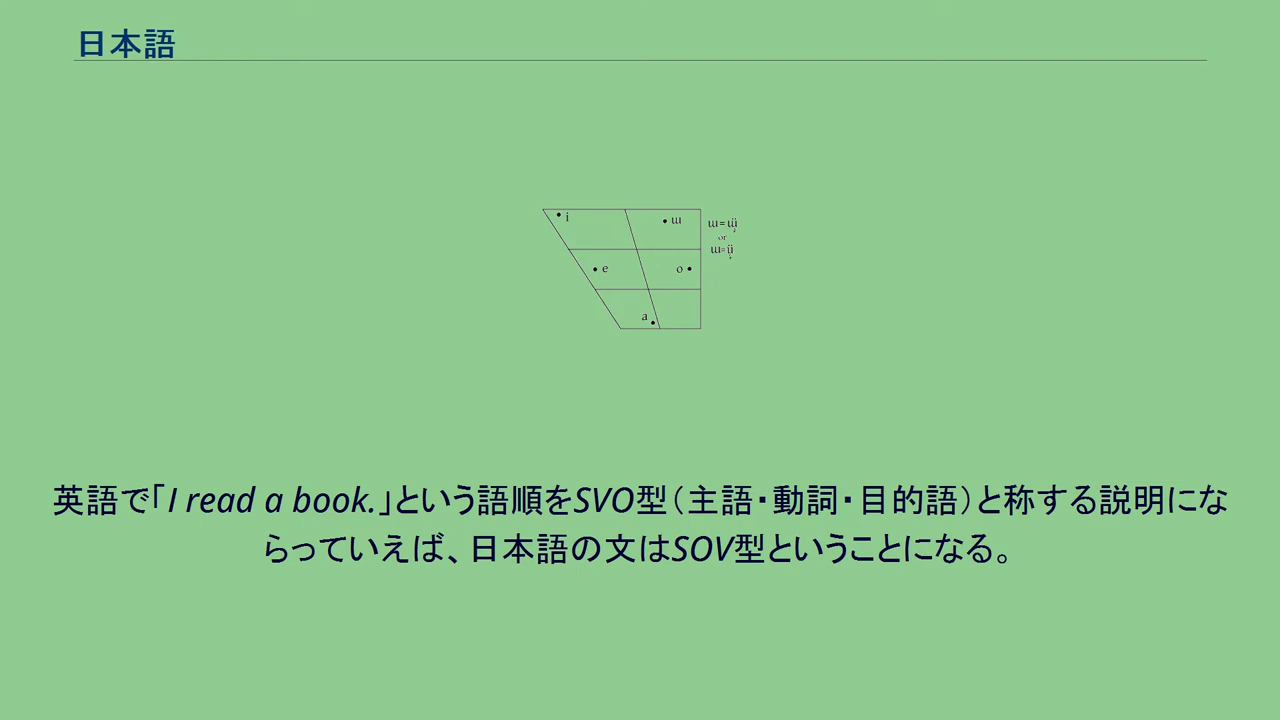 日本語
i
ɯ
ɯ=ɯ̟̈
or
ɯ=ü̜
e
o
a
英語で「I read a book.」という語順をSVO型（主語・動詞・目的語）と称する説明にな
らっていえば、日本語の文はSOV型ということになる。